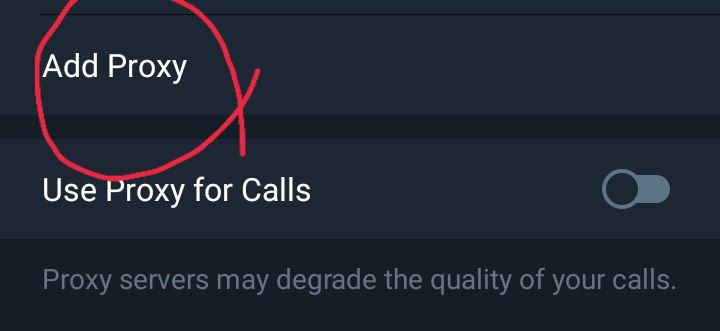 Add Proxy
Use Proxy for Calls
Proxy servers may degrade the quality of your calls.